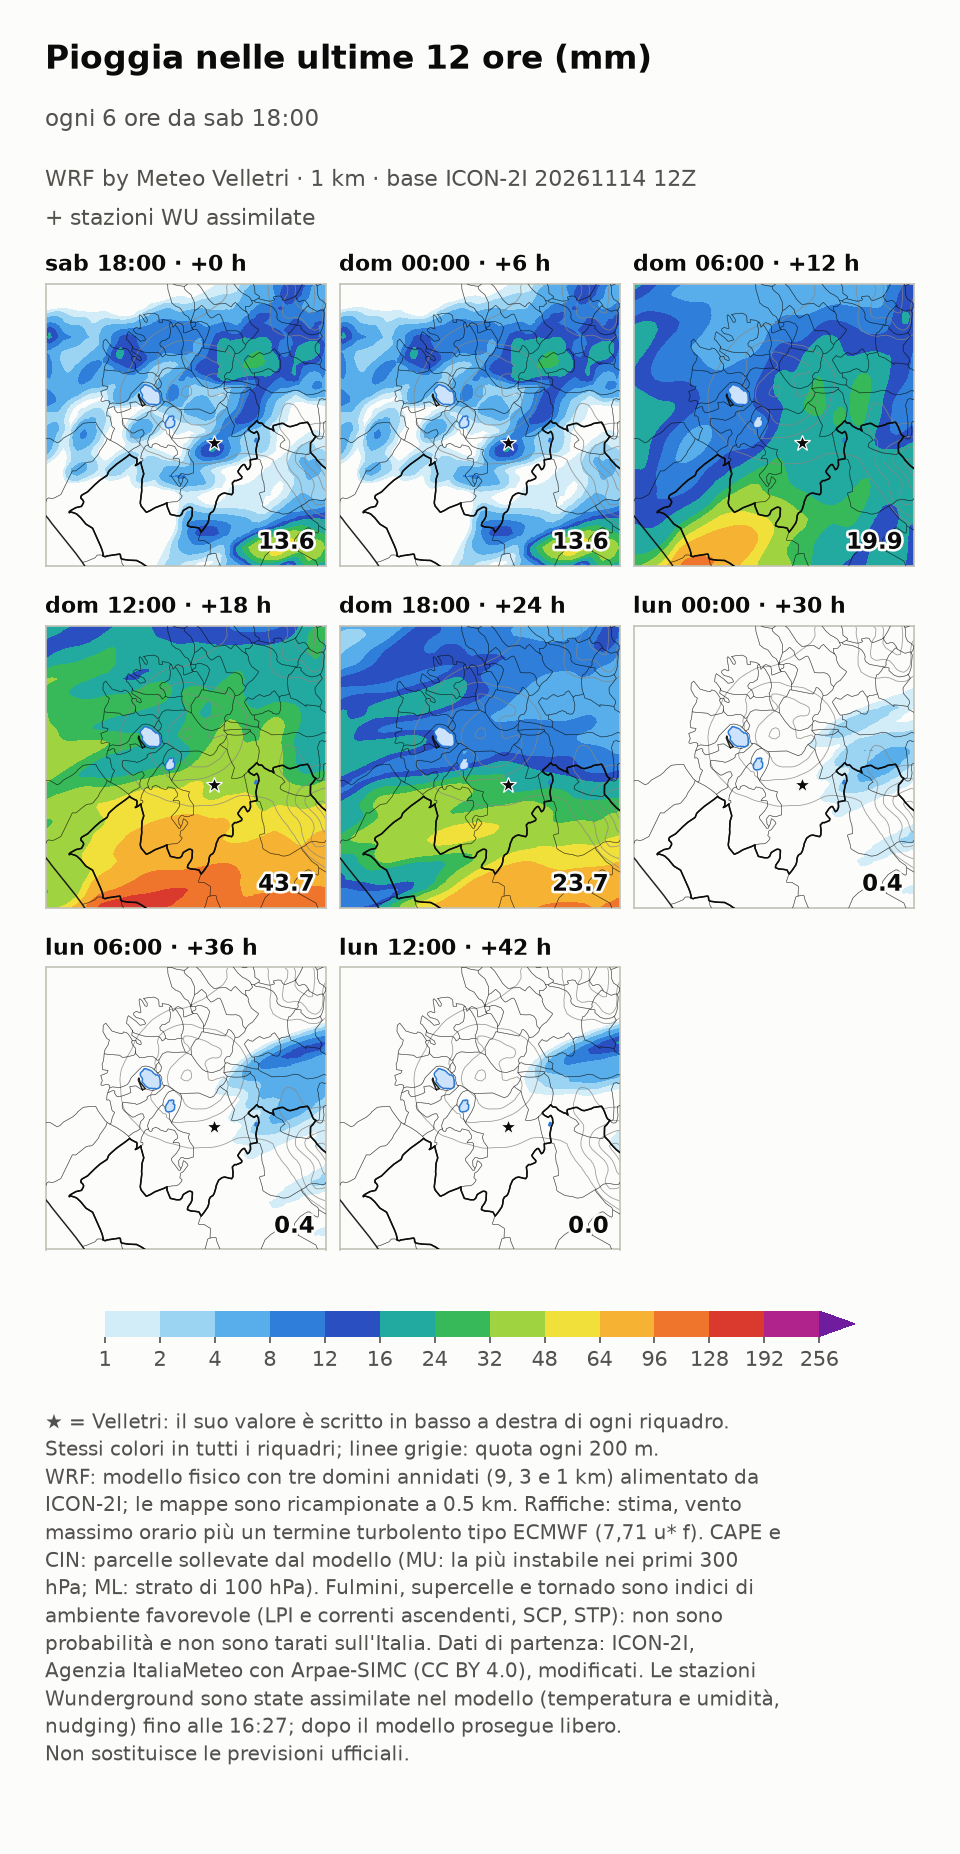 Pioggia nelle ultime 12 ore (mm)
ogni 6 ore da sab 18:00
WRF by Meteo Velletri · 1 km · base ICON-2I 20261114 12Z
+ stazioni WU assimilate
sab 18:00 · +0 h
dom 00:00 · +6 h
dom 06:00 · +12 h
13.6
13.6
19.9
dom 12:00 · +18 h
dom 18:00 · +24 h
lun 00:00 · +30 h
43.7
23.7
0.4
lun 06:00 · +36 h
lun 12:00 · +42 h
0.4
0.0
1 2 4 8 12 16 24 32 48 64 96 128 192 256
★ = Velletri: il suo valore è scritto in basso a destra di ogni riquadro.
Stessi colori in tutti i riquadri; linee grigie: quota ogni 200 m.
WRF: modello fisico con tre domini annidati (9, 3 e 1 km) alimentato da
ICON-2I; le mappe sono ricampionate a 0.5 km. Raffiche: stima, vento
massimo orario più un termine turbolento tipo ECMWF (7,71 u* f). CAPE e
CIN: parcelle sollevate dal modello (MU: la più instabile nei primi 300
hPa; ML: strato di 100 hPa). Fulmini, supercelle e tornado sono indici di
ambiente favorevole (LPI e correnti ascendenti, SCP, STP): non sono
probabilità e non sono tarati sull'Italia. Dati di partenza: ICON-2I,
Agenzia ItaliaMeteo con Arpae-SIMC (CC BY 4.0), modificati. Le stazioni
Wunderground sono state assimilate nel modello (temperatura e umidità,
nudging) fino alle 16:27; dopo il modello prosegue libero.
Non sostituisce le previsioni ufficiali.